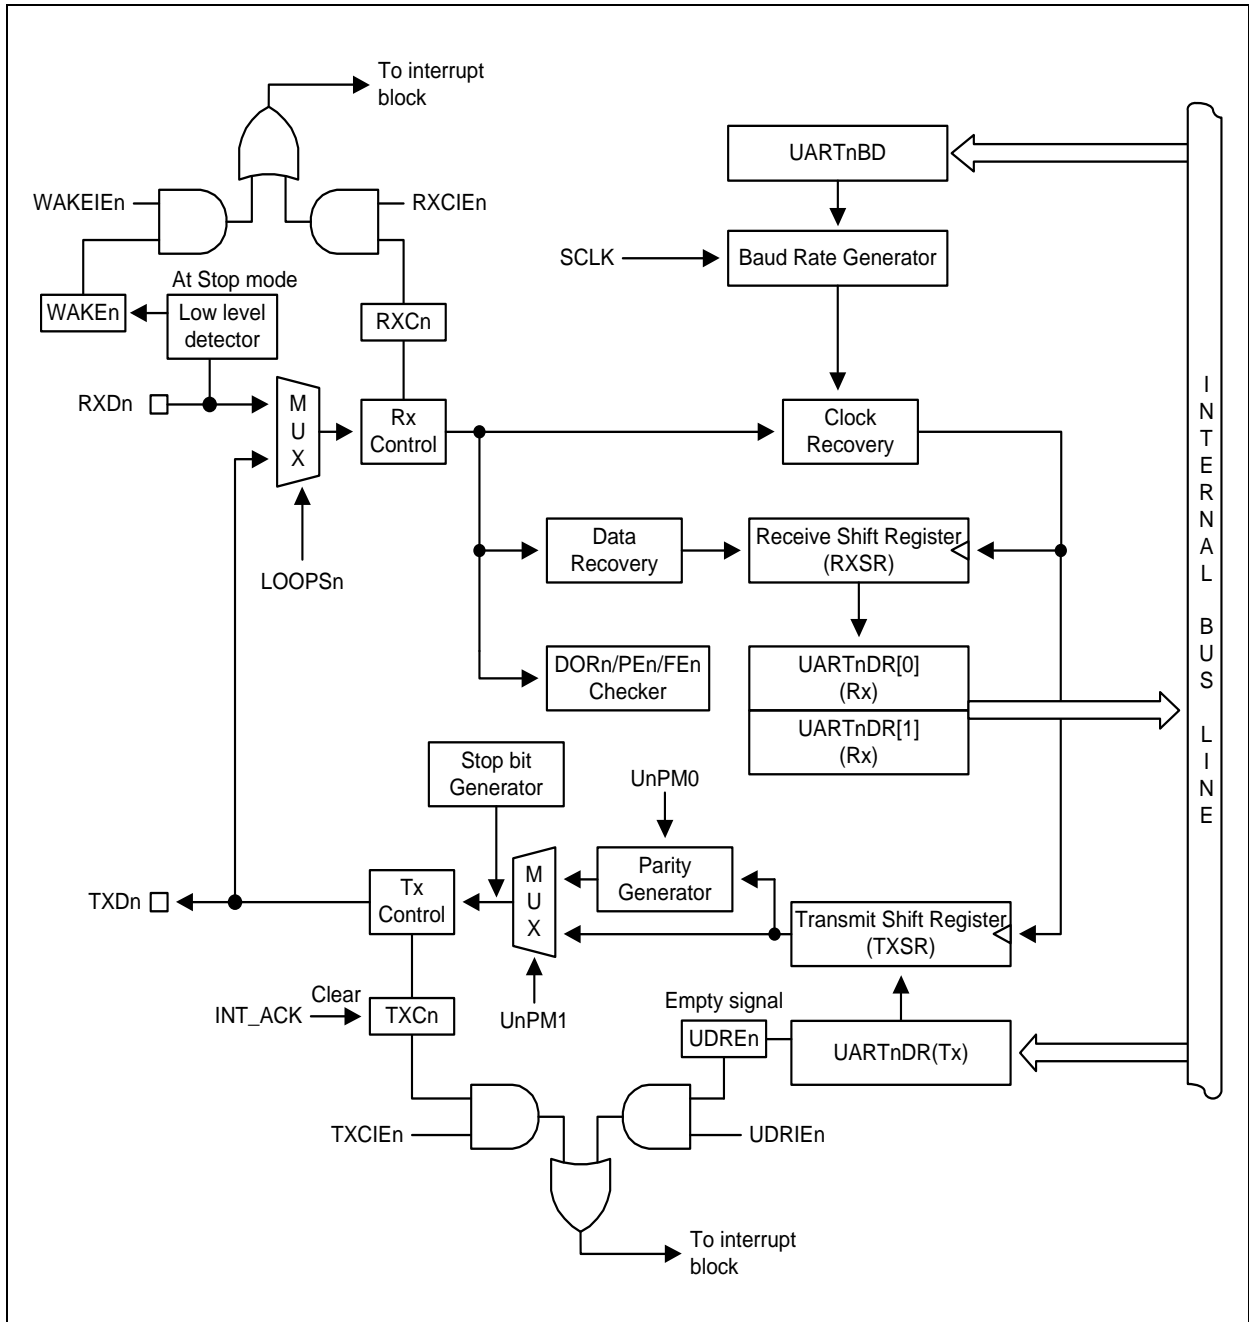 To interrupt
block
UARTnBD
WAKEIEn
RXCIEn
SCLK
Baud Rate Generator
At Stop mode
WAKEn
Low level
detector
RXCn
RXDn
M
U
X
Rx
Control
Clock
Recovery
LOOPSn
Data
Recovery
Receive Shift Register
(RXSR)
DORn/PEn/FEn
Checker
UARTnDR[0]
(Rx)
UARTnDR[1]
(Rx)
INTERNAL BUS LINE
Stop bit
Generator
UnPM0
M
U
X
Parity
Generator
TXDn
Tx
Control
Transmit Shift Register
(TXSR)
Clear
INT_ACK
TXCn
UnPM1
Empty signal
UDREn
UARTnDR(Tx)
TXCIEn
UDRIEn
To interrupt
block